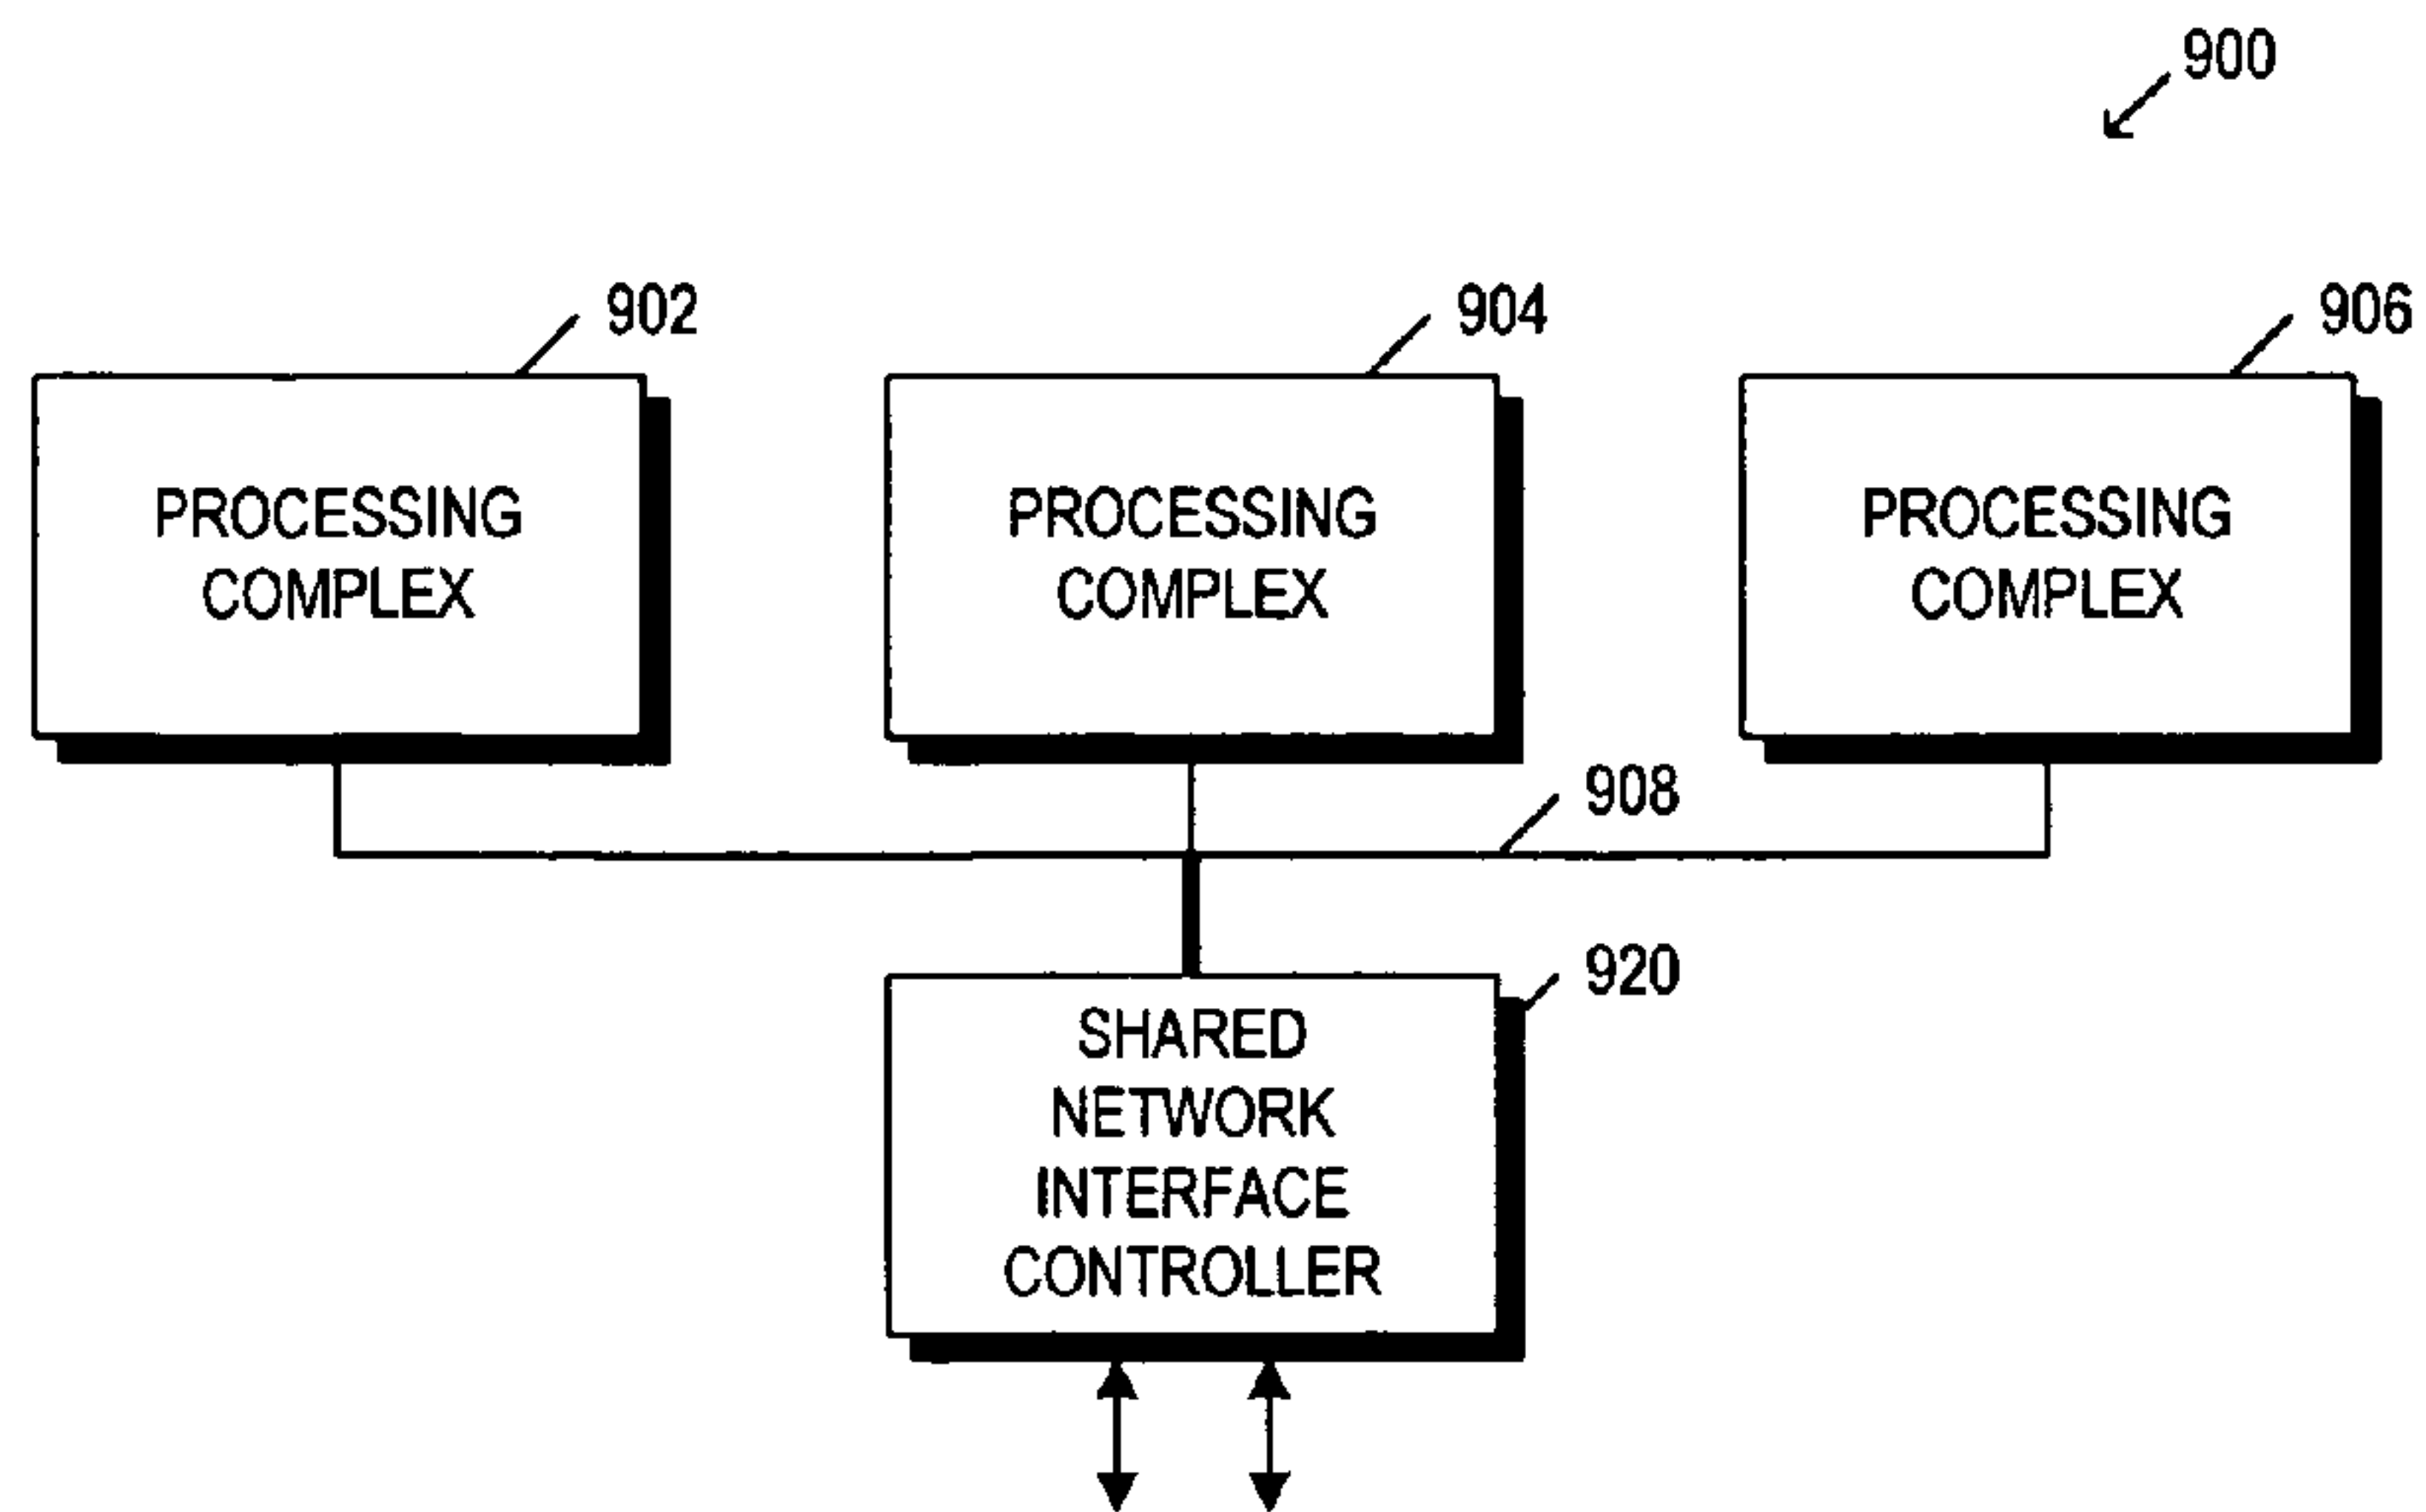 900
902
904
906
PROCESSING
COMPLEX
PROCESSING
COMPLEX
PROCESSING
COMPLEX
908
920
SHARED
NETWORK
INTERFACE
CONTROLLER